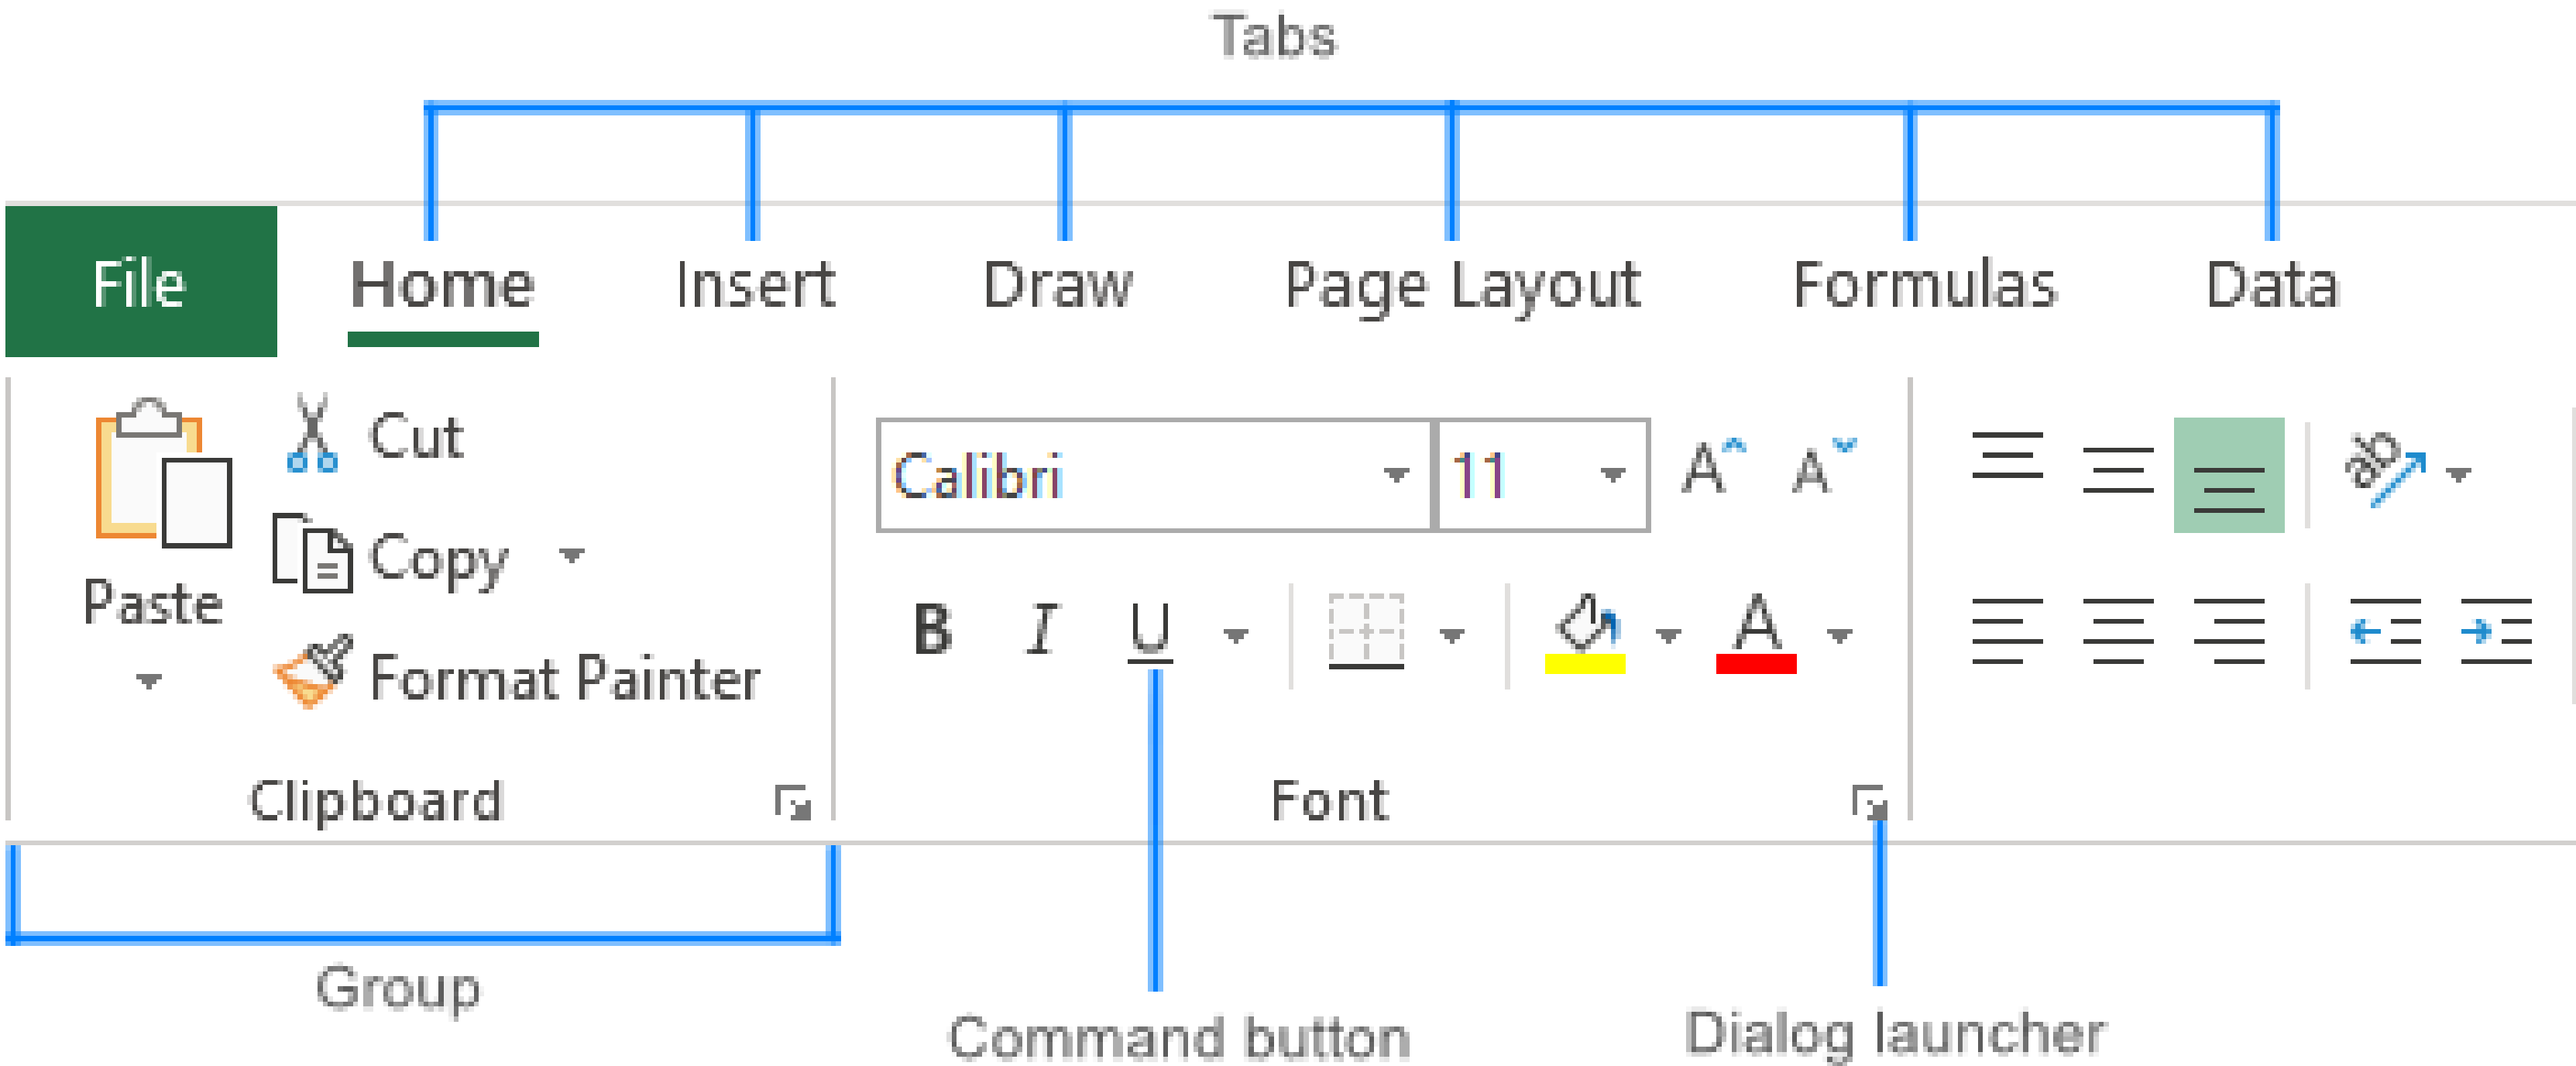 Tabs
File Home Insert Draw Page Layout Formulas Data
Cut
Calibri 11 A A ab
Copy
Paste
B I U A
Format Painter
Clipboard Font
Group
Command button Dialog launcher